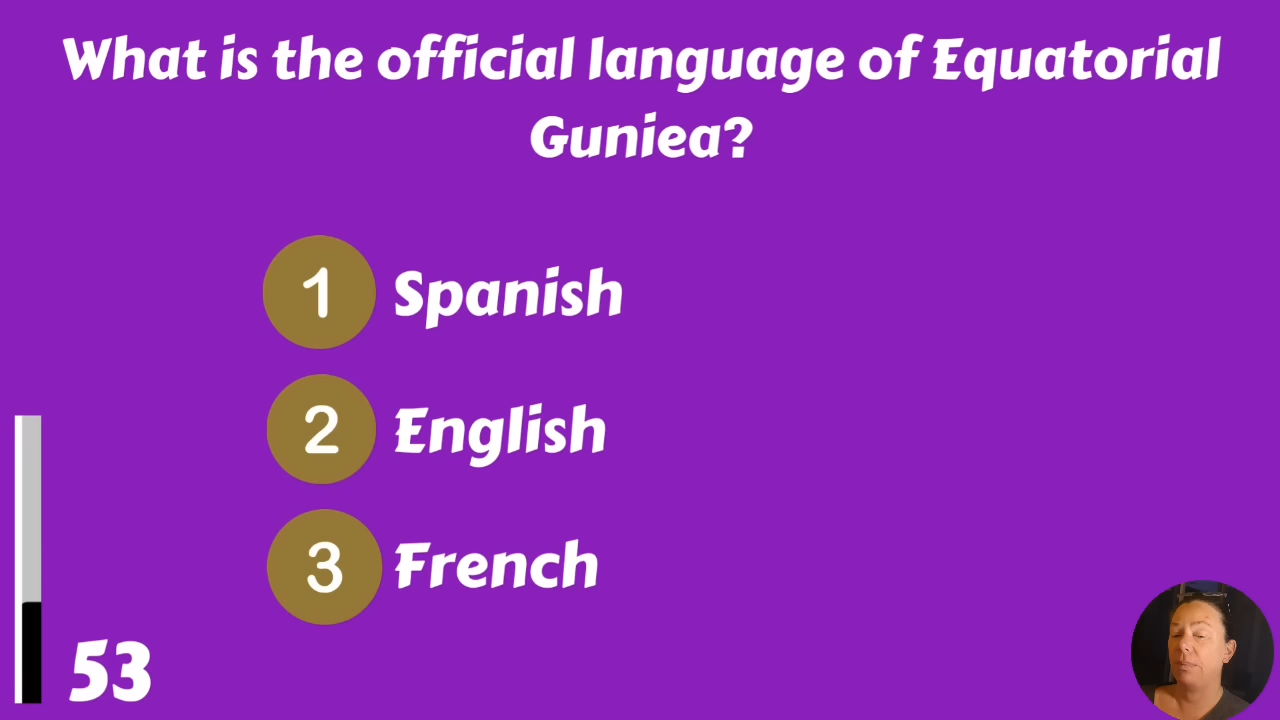 What is the official language of Equatorial
Guniea?
1 Spanish
2 English
3 French
53